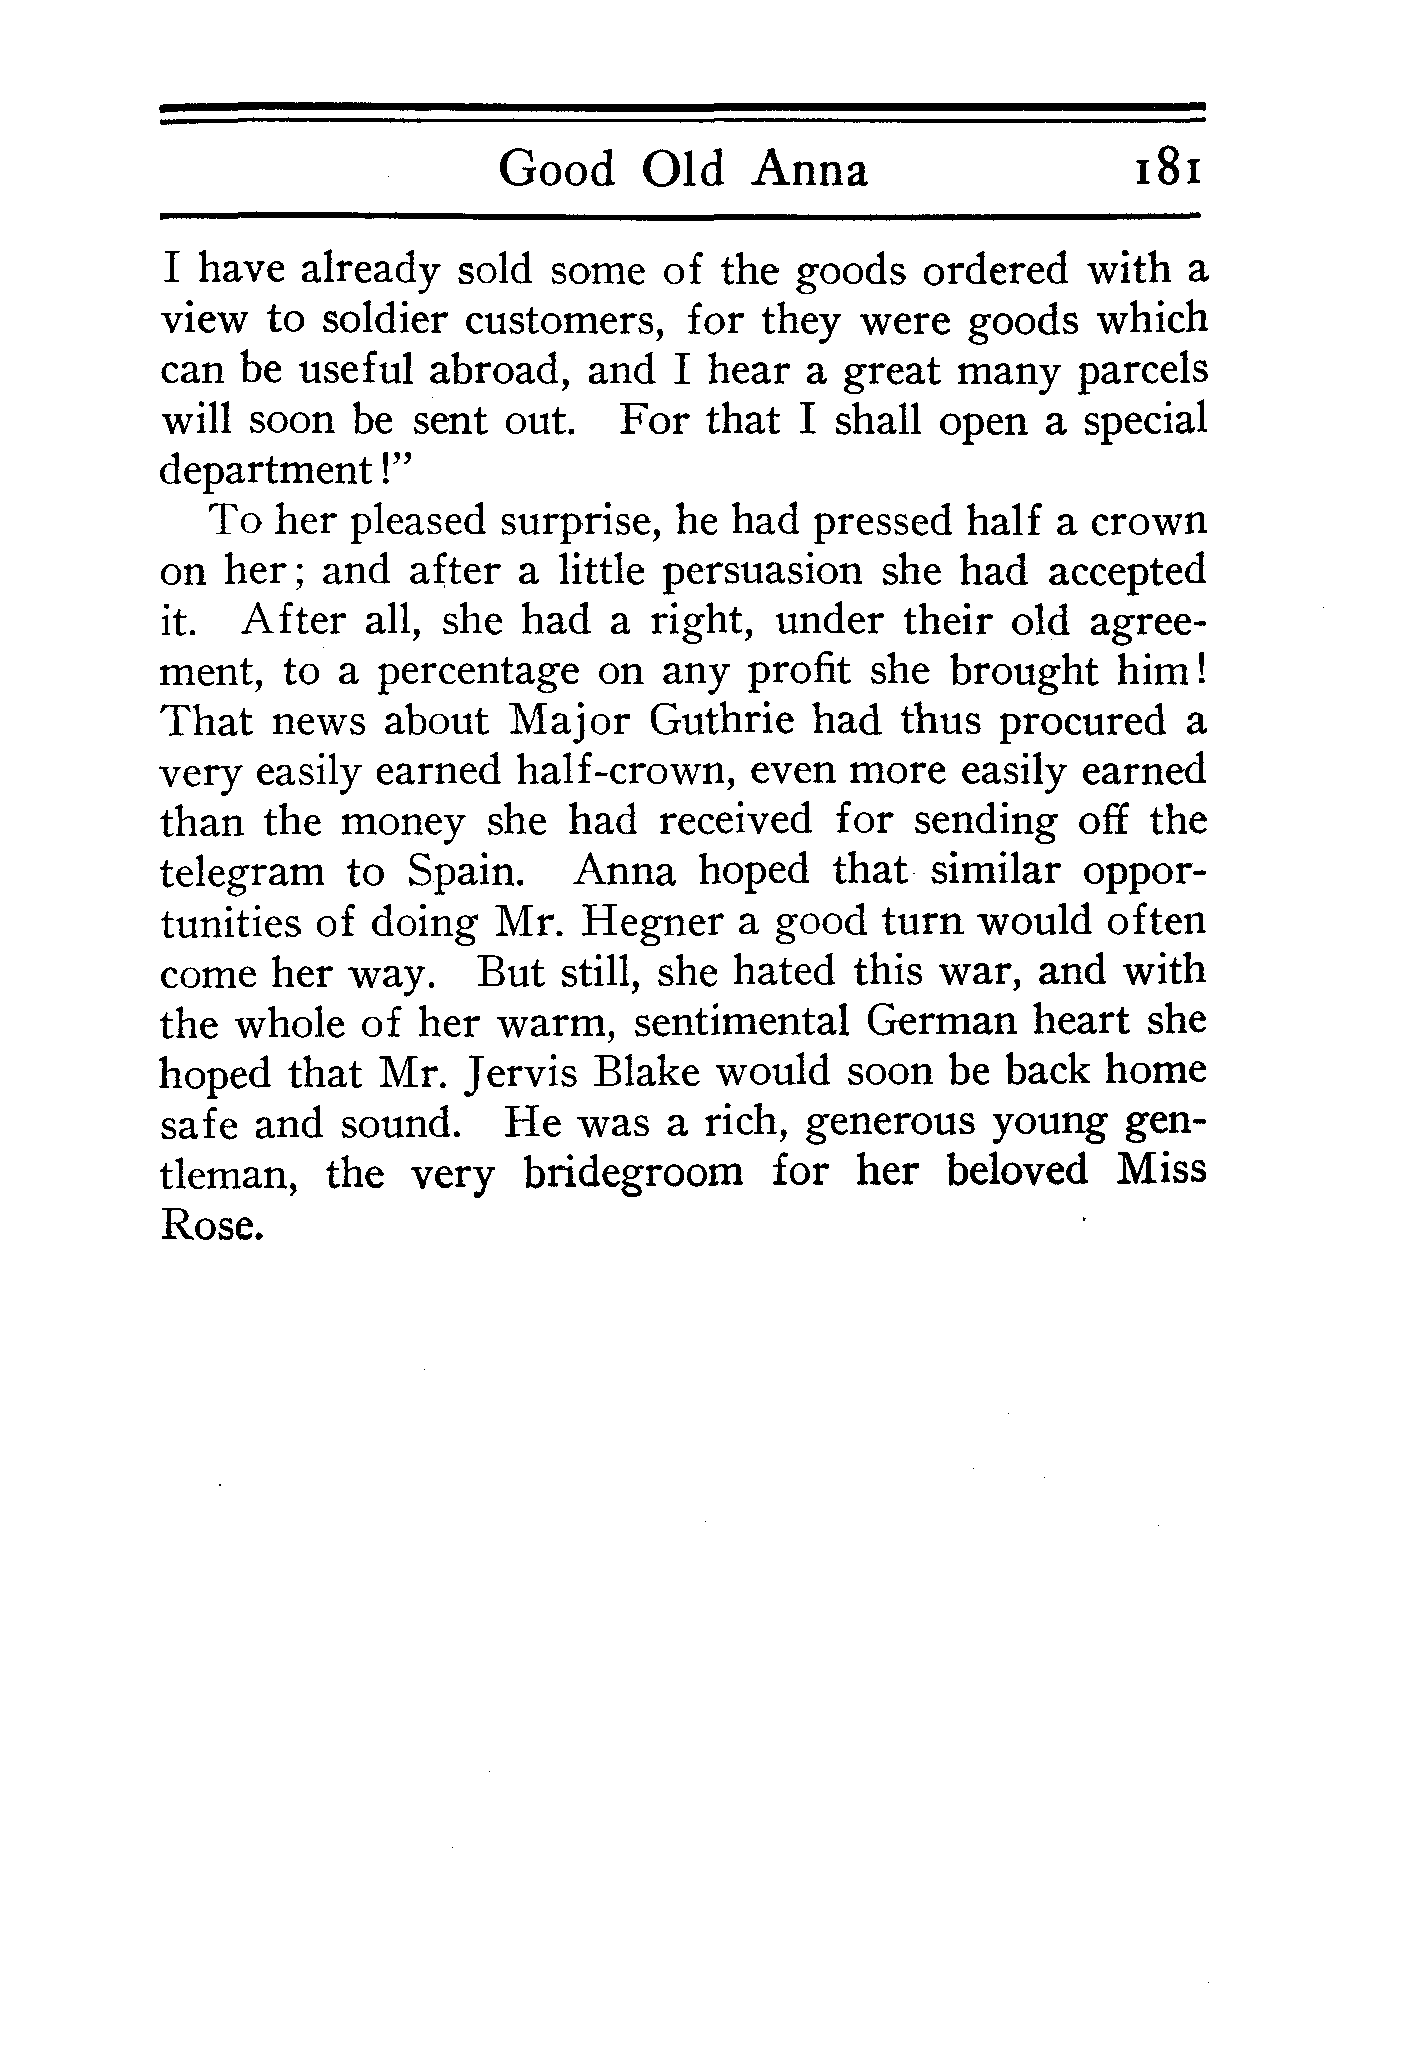 Good Old Anna 181
I have already sold some of the goods ordered with a
view to soldier customers, for they were goods which
can be useful abroad, and I hear a great many parcels
will soon be sent out. For that I shall open a special
department!”
To her pleased surprise, he had pressed half a crown
on her; and after a little persuasion she had accepted
it. After all, she had a right, under their old agree-
ment, to a percentage on any profit she brought him!
That news about Major Guthrie had thus procured a
very easily earned half-crown, even more easily earned
than the money she had received for sending off the
telegram to Spain. Anna hoped that similar oppor-
tunities of doing Mr. Hegner a good turn would often
come her way. But still, she hated this war, and with
the whole of her warm, sentimental German heart she
hoped that Mr. Jervis Blake would soon be back home
safe and sound. He was a rich, generous young gen-
tleman, the very bridegroom for her beloved Miss
Rose.